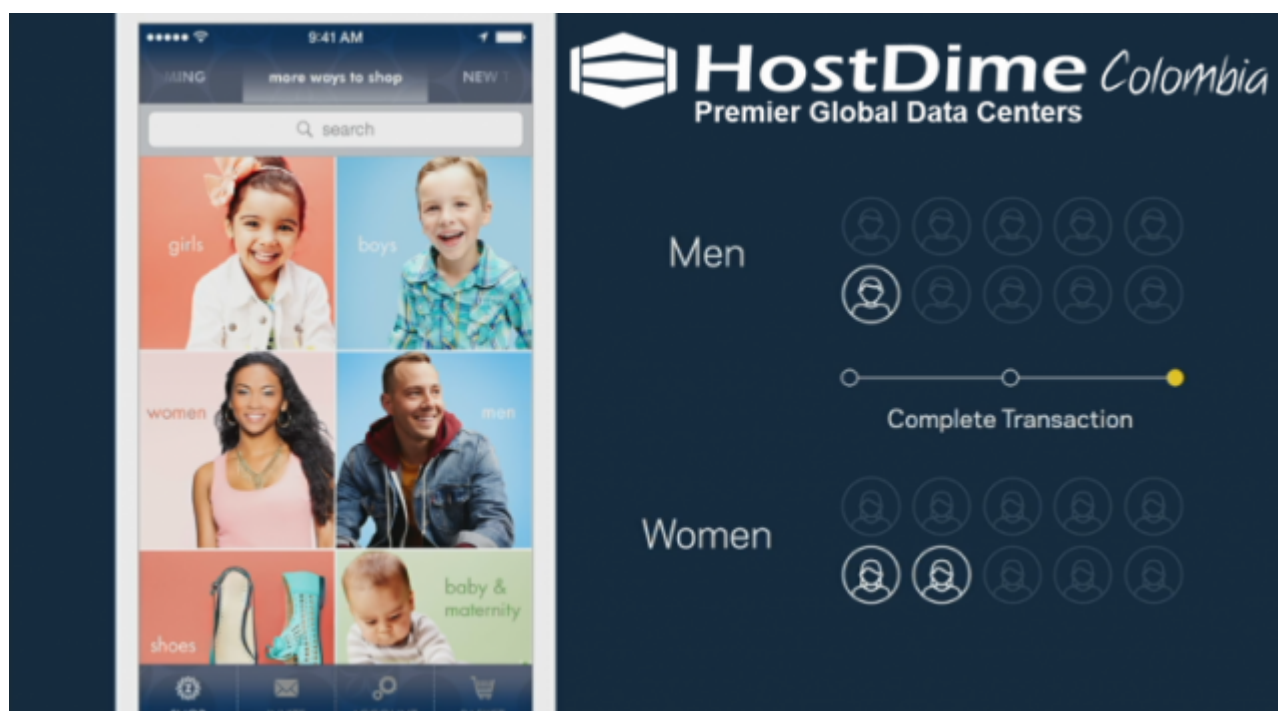 9:41 AM
more ways to shop
search
girls
boys
women
men
shoes
baby &
maternity
HostDime Colombia
Premier Global Data Centers
Men
Complete Transaction
Women